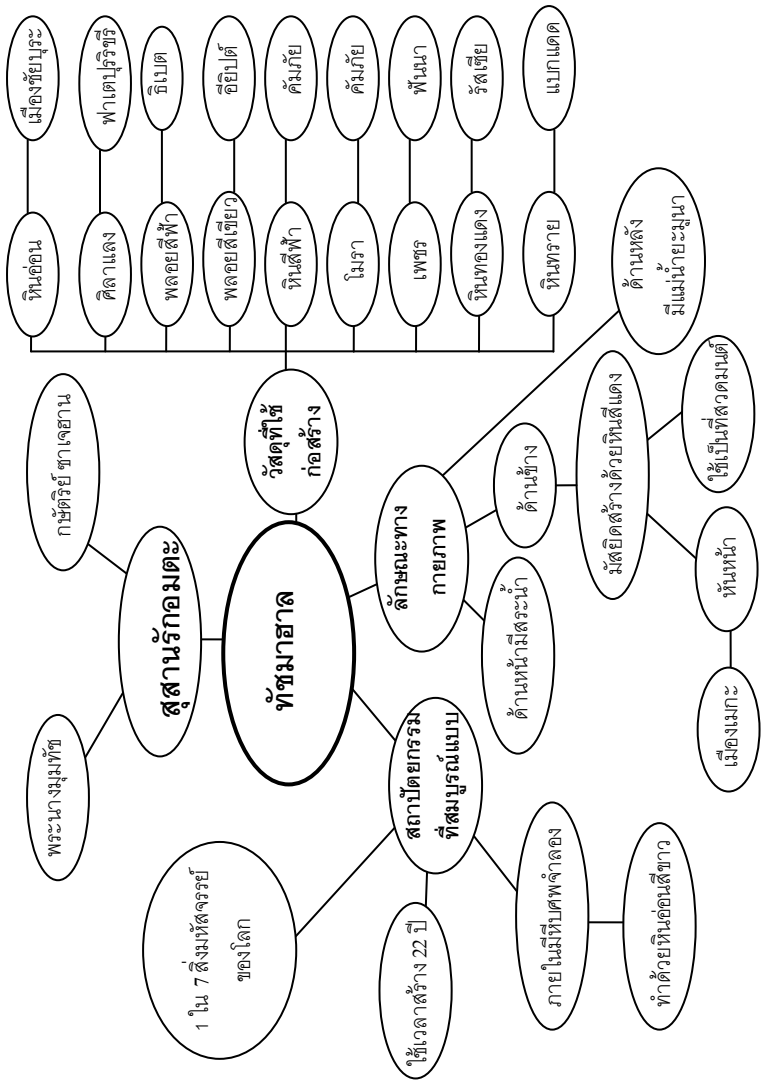 สุสานรักอมตะ
พระนางมุมทัช
กษัตริย์ ชาเจฮาน
ทัชมาฮาล
วัสดุที่ใช้
ก่อสร้าง
หินอ่อน
เมืองชัยบุระ
ศิลาแลง
ฟาเตปุรริขรี
พลอยสีฟ้า
ธิเบต
พลอยสีเขียว
อียิปต์
หินสีฟ้า
คัมภัย
โมรา
คัมภัย
เพชร
ฟันนา
หินทองแดง
รัสเซีย
หินทราย
แบกแดด
ลักษณะทาง
กายภาพ
ด้านหน้ามีสระน้ำ
ด้านข้าง
มัสยิดสร้างด้วยหินสีแดง
หันหน้า
เมืองเมกะ
ใช้เป็นที่สวดมนต์
ด้านหลัง
มีแม่น้ำยะมูนา
สถาปัตยกรรม
ที่สมบูรณ์แบบ
1 ใน 7 สิ่งมหัสจรรย์
ของโลก
ใช้เวลาสร้าง 22 ปี
ภายในมีหีบศพจำลอง
ทำด้วยหินอ่อนสีขาว